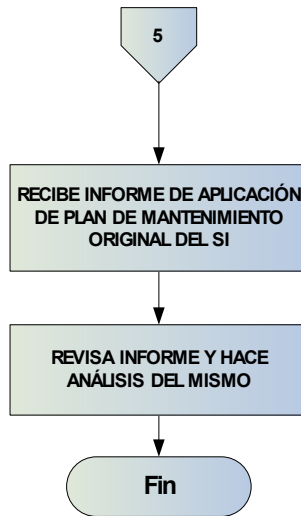 5
RECIBE INFORME DE APLICACIÓN
DE PLAN DE MANTENIMIENTO
ORIGINAL DEL SI
REVISA INFORME Y HACE
ANÁLISIS DEL MISMO
Fin